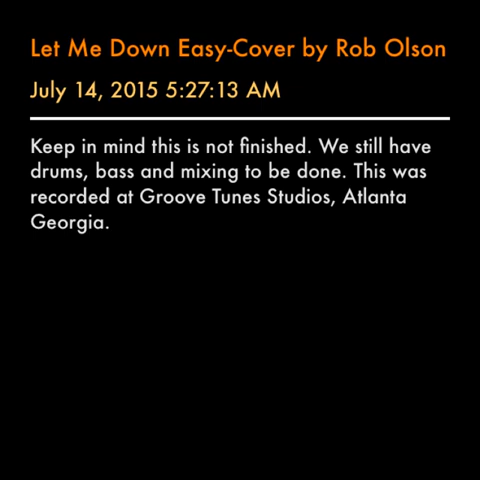 Let Me Down Easy-Cover by Rob Olson
July 14, 2015 5:27:13 AM
Keep in mind this is not finished. We still have
drums, bass and mixing to be done. This was
recorded at Groove Tunes Studios, Atlanta
Georgia.